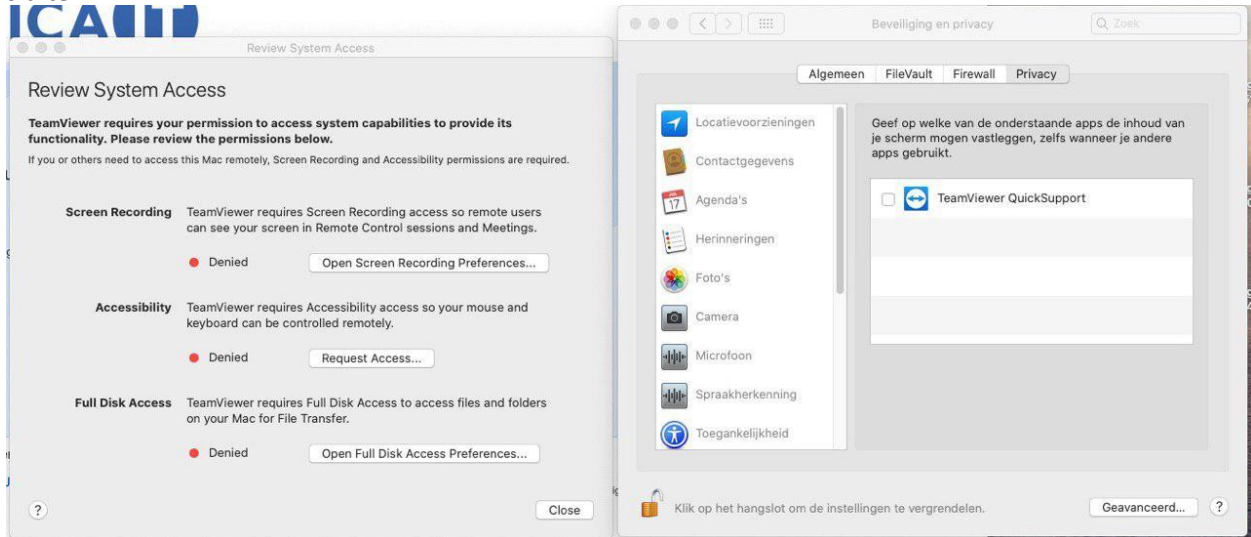 ICA IT
Review System Access
Review System Access
TeamViewer requires your permission to access system capabilities to provide its
functionality. Please review the permissions below.
If you or others need to access this Mac remotely, Screen Recording and Accessibility permissions are required.
Screen Recording
TeamViewer requires Screen Recording access so remote users
can see your screen in Remote Control sessions and Meetings.
Denied
Open Screen Recording Preferences...
Accessibility
TeamViewer requires Accessibility access so your mouse and
keyboard can be controlled remotely.
Denied
Request Access...
Full Disk Access
TeamViewer requires Full Disk Access to access files and folders
on your Mac for File Transfer.
Denied
Open Full Disk Access Preferences...
?
Close
Beveiliging en privacy
Zoek
Algemeen
FileVault
Firewall
Privacy
Locatievoorzieningen
Contactgegevens
17
Agenda's
Herinneringen
Foto's
Camera
Microfoon
Spraakherkenning
Toegankelijkheid
Geef op welke van de onderstaande apps de inhoud van
je scherm mogen vastleggen, zelfs wanneer je andere
apps gebruikt.
TeamViewer QuickSupport
Klik op het hangslot om de instellingen te vergrendelen.
Geavanceerd...
?